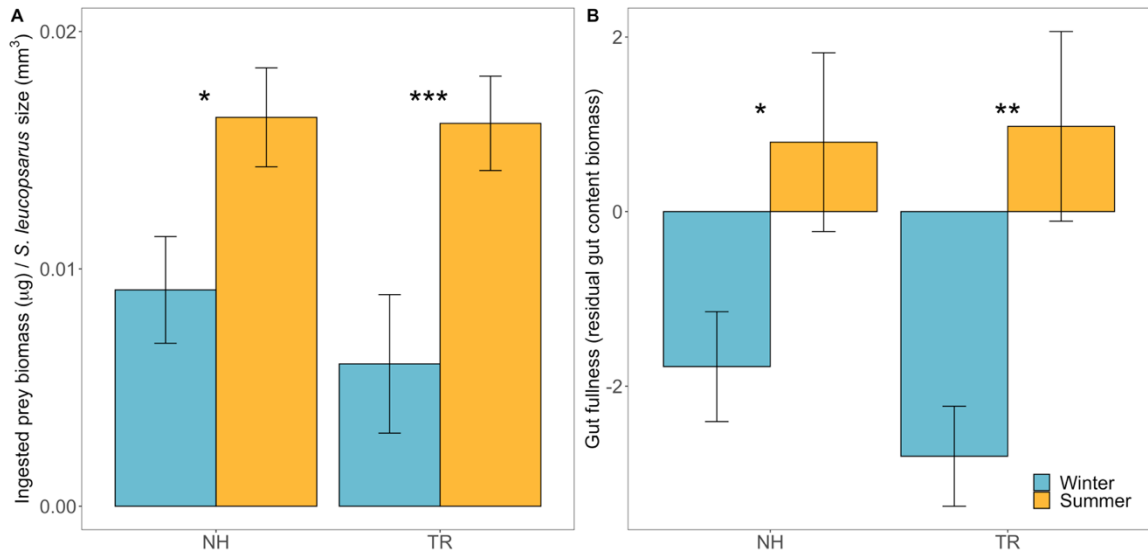 A
Ingested prey biomass (μg) / S. leucopsarus size (mm³)
0.02
0.01
0.00
*
***
NH
TR
B
Gut fullness (residual gut content biomass)
2
0
-2
*
**
NH
TR
Winter
Summer